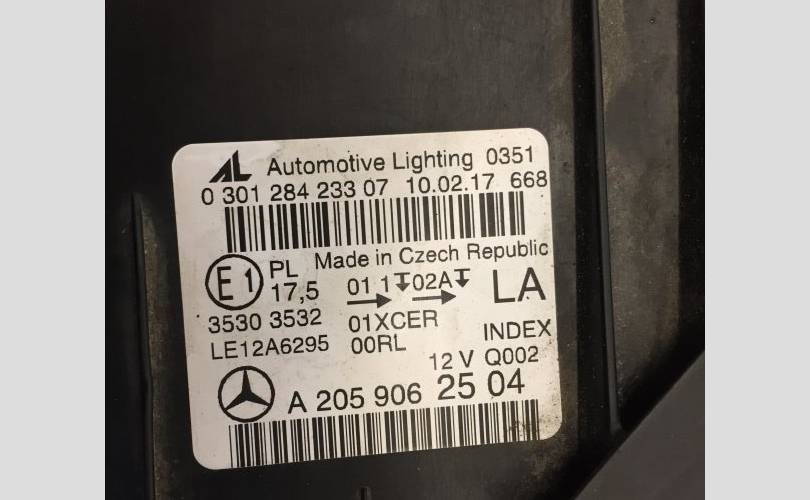 AL Automotive Lighting 0351
0 301 284 233 07 10.02.17 668
Made in Czech Republic
E1 PL 17,5 01 1 02A LA
3530 3532 01XCER
LE12A6295 00RL INDEX
12 V Q002
A 205 906 25 04